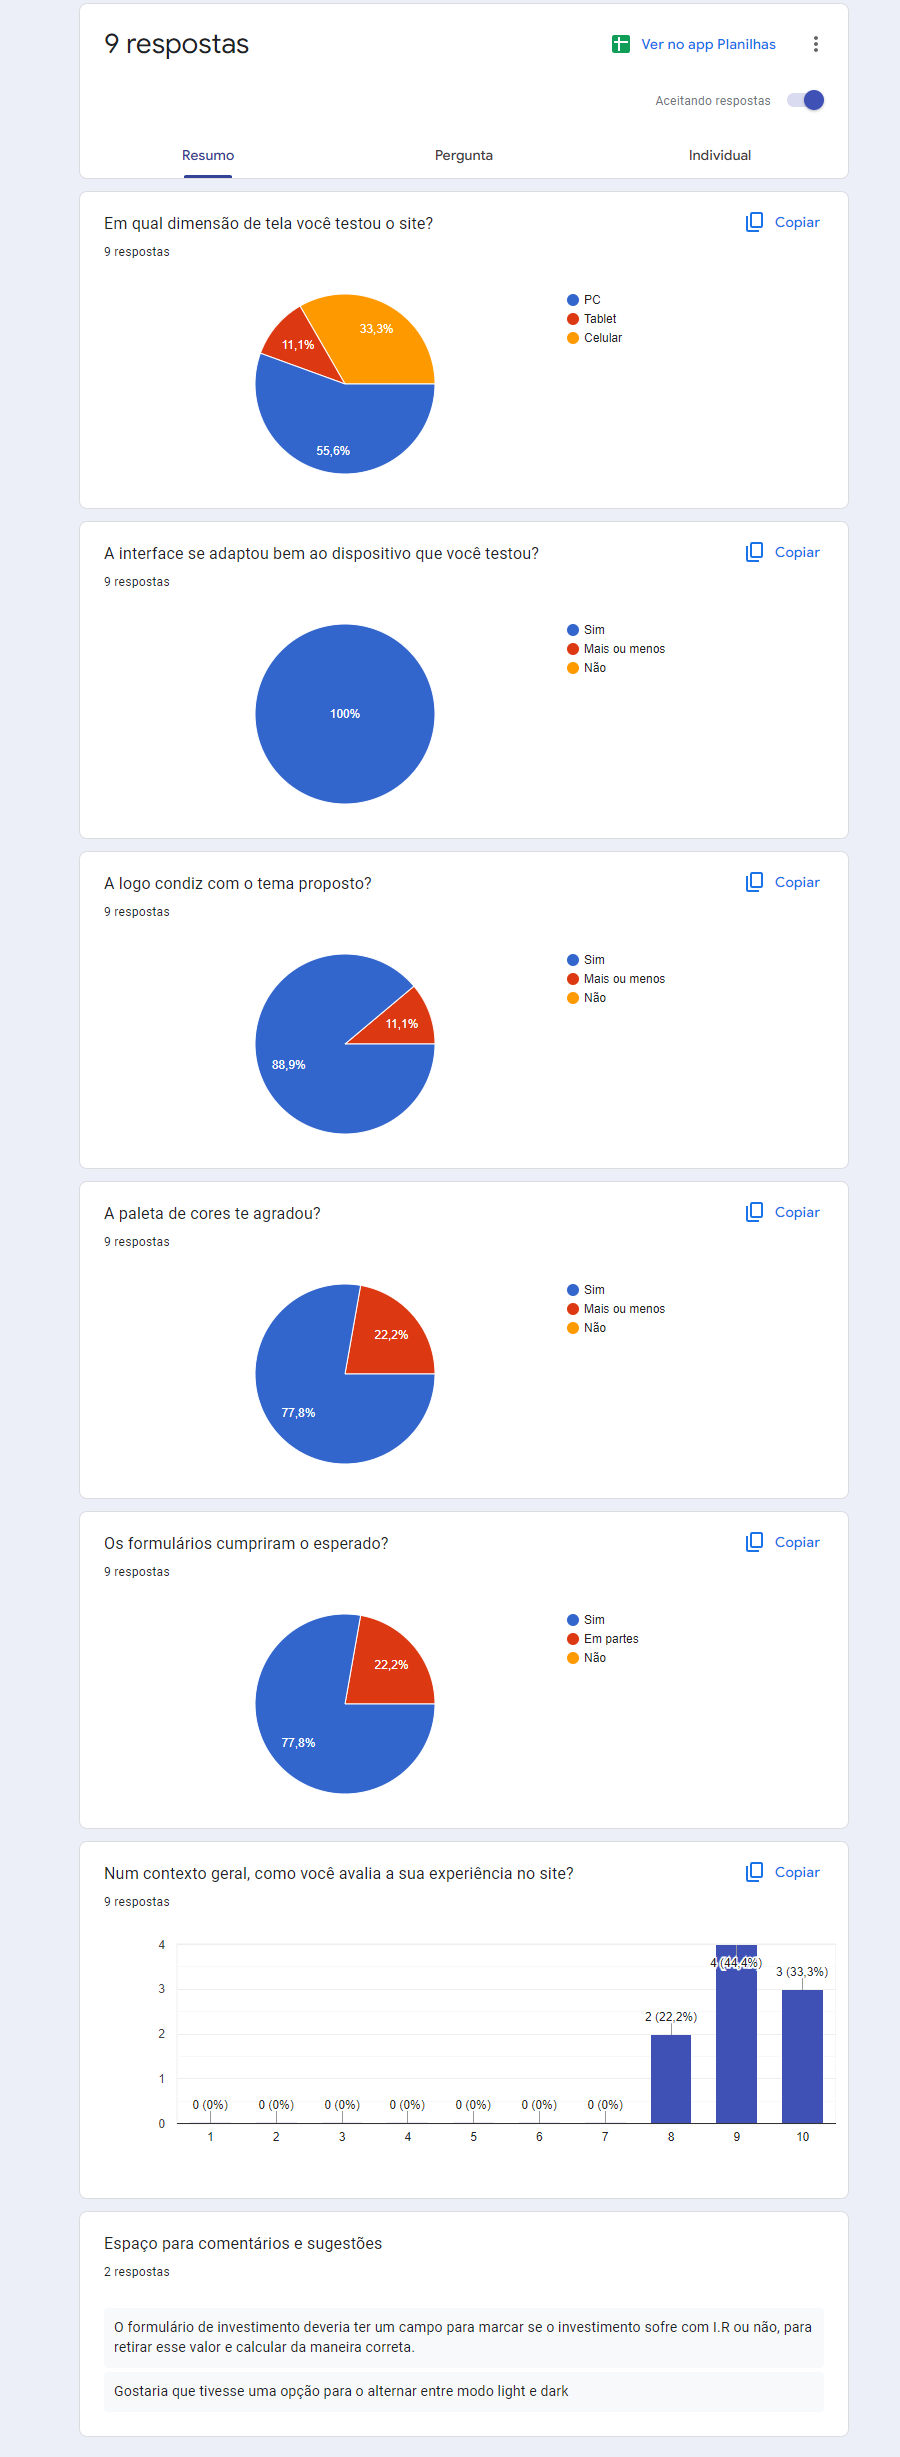 9 respostas
Ver no app Planilhas
Aceitando respostas
Resumo
Pergunta
Individual
Em qual dimensão de tela você testou o site?
Copiar
9 respostas
PC
Tablet
Celular
33,3%
11,1%
55,6%
A interface se adaptou bem ao dispositivo que você testou?
Copiar
9 respostas
Sim
Mais ou menos
Não
100%
A logo condiz com o tema proposto?
Copiar
9 respostas
Sim
Mais ou menos
Não
11,1%
88,9%
A paleta de cores te agradou?
Copiar
9 respostas
Sim
Mais ou menos
Não
22,2%
77,8%
Os formulários cumpriram o esperado?
Copiar
9 respostas
Sim
Em partes
Não
22,2%
77,8%
Num contexto geral, como você avalia a sua experiência no site?
Copiar
9 respostas
4
3
2
1
0
0 (0%)
0 (0%)
0 (0%)
0 (0%)
0 (0%)
0 (0%)
0 (0%)
2 (22,2%)
4 (44,4%)
3 (33,3%)
1
2
3
4
5
6
7
8
9
10
Espaço para comentários e sugestões
2 respostas
O formulário de investimento deveria ter um campo para marcar se o investimento sofre com I.R ou não, para
retirar esse valor e calcular da maneira correta.
Gostaria que tivesse uma opção para o alternar entre modo light e dark